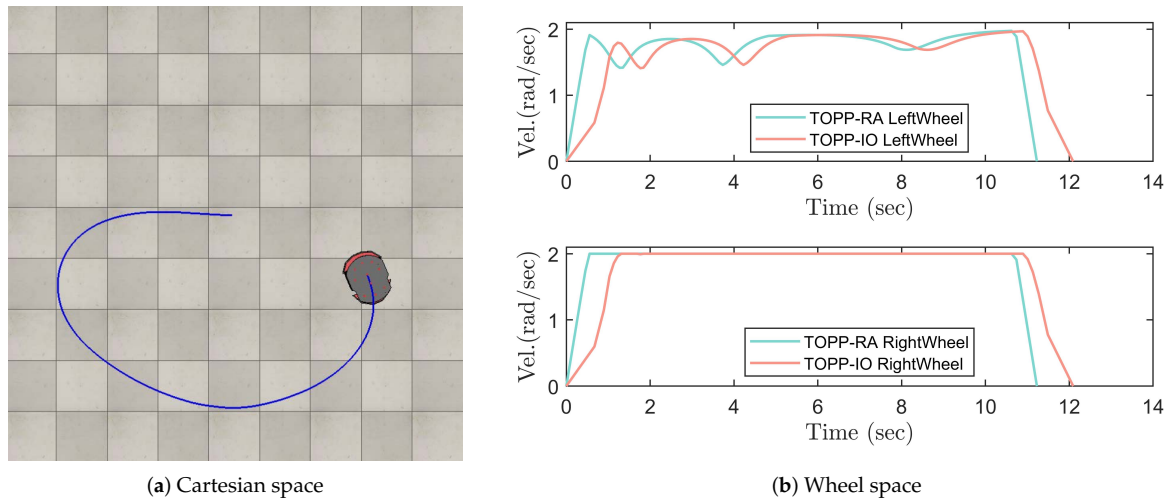 2
1
0
Vel.(rad/sec)
TOPP-RA LeftWheel
TOPP-IO LeftWheel
0 2 4 6 8 10 12 14
Time (sec)
2
1
0
Vel.(rad/sec)
TOPP-RA RightWheel
TOPP-IO RightWheel
0 2 4 6 8 10 12 14
Time (sec)
(a) Cartesian space
(b) Wheel space